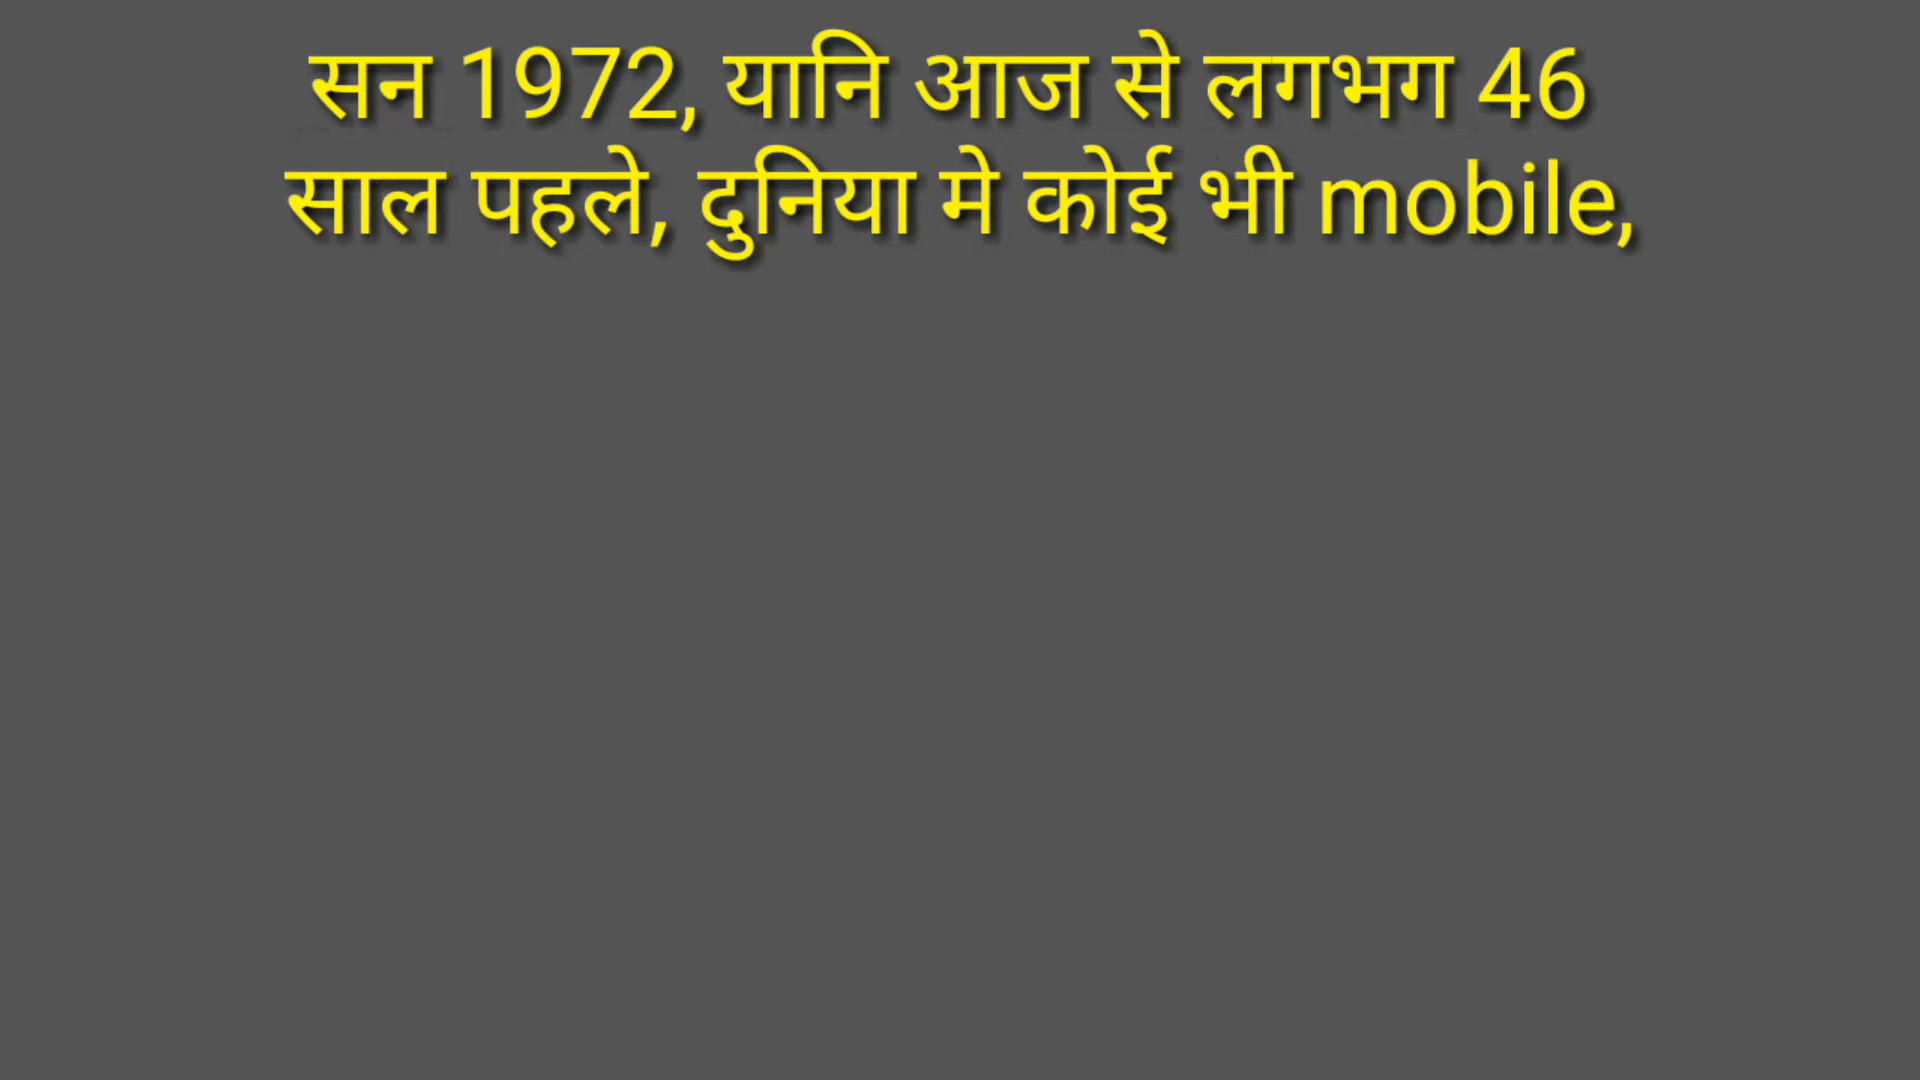 सन 1972, यानि आज से लगभग 46
साल पहले, दुनिया मे कोई भी mobile,